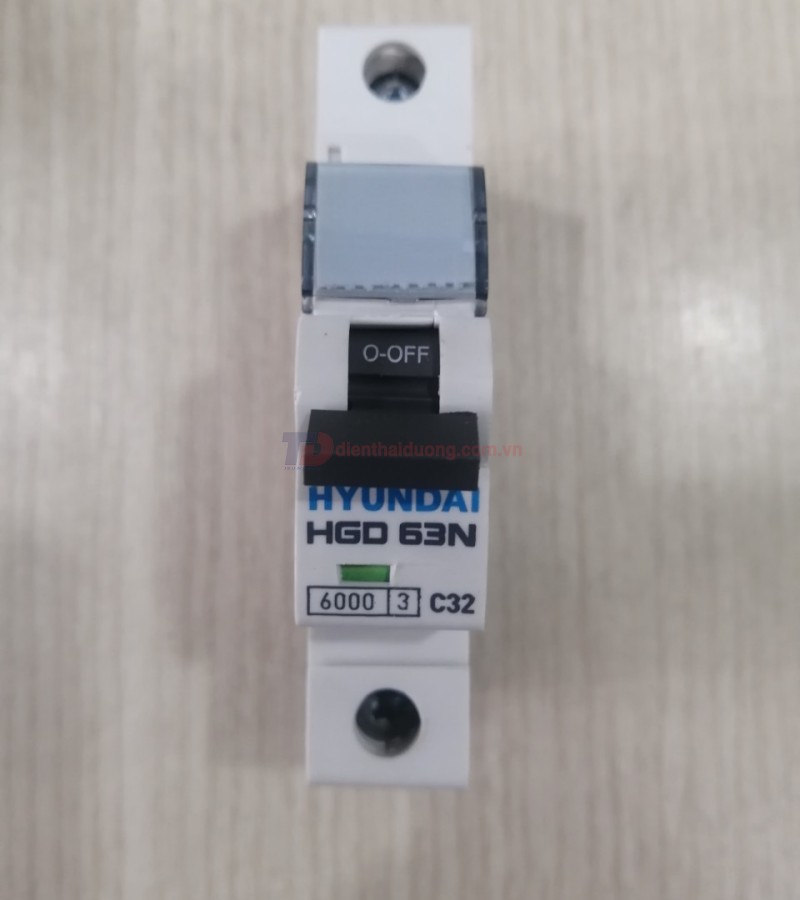 O-OFF
dienthaiduong.com.vn
HYUNDAI
HGD 63N
6000 3 C32